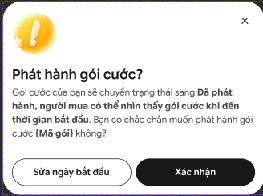 Phát hành gói cước?
Gói cước của bạn sẽ chuyển trạng thái sang Đã phát
hành, người mua có thể nhìn thấy gói cước khi đến
thời gian bắt đầu. Bạn có chắc chắn muốn phát hành gói
cước {Mã gói} không?
Sửa ngày bắt đầu Xác nhận